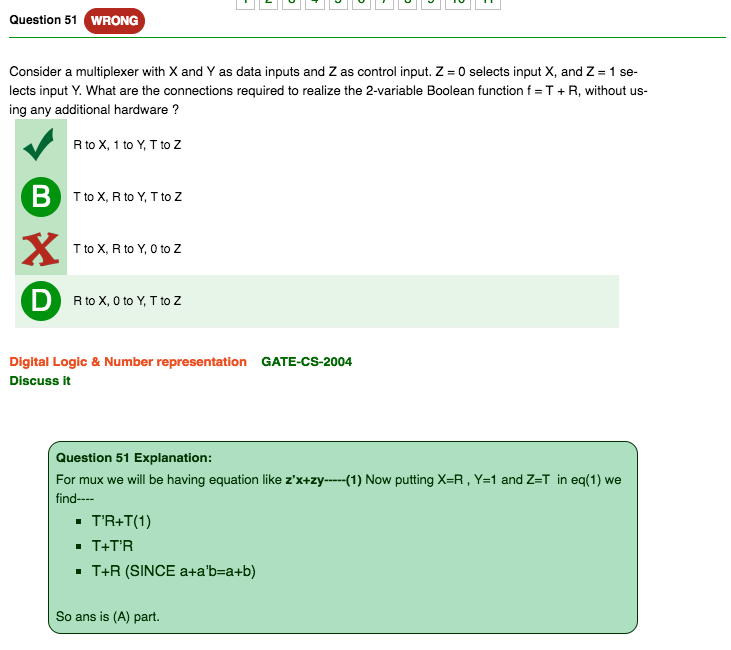 Question 51 WRONG
Consider a multiplexer with X and Y as data inputs and Z as control input. Z = 0 selects input X, and Z = 1 se-
lects input Y. What are the connections required to realize the 2-variable Boolean function f = T + R, without us-
ing any additional hardware ?
R to X, 1 to Y, T to Z
B T to X, R to Y, T to Z
T to X, R to Y, 0 to Z
D R to X, 0 to Y, T to Z
Digital Logic & Number representation GATE-CS-2004
Discuss it
Question 51 Explanation:
For mux we will be having equation like z'x+zy-----(1) Now putting X=R , Y=1 and Z=T in eq(1) we
find----
▪ T'R+T(1)
▪ T+T'R
▪ T+R (SINCE a+a'b=a+b)
So ans is (A) part.